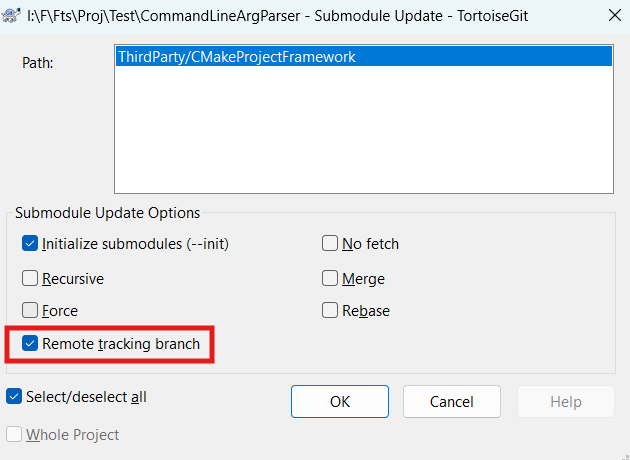 I:\F\Fts\Proj\Test\CommandLineArgParser - Submodule Update - TortoiseGit
Path:
ThirdParty/CMakeProjectFramework
Submodule Update Options
Initialize submodules (--init)
No fetch
Recursive
Merge
Force
Rebase
Remote tracking branch
Select/deselect all
OK
Cancel
Help
Whole Project